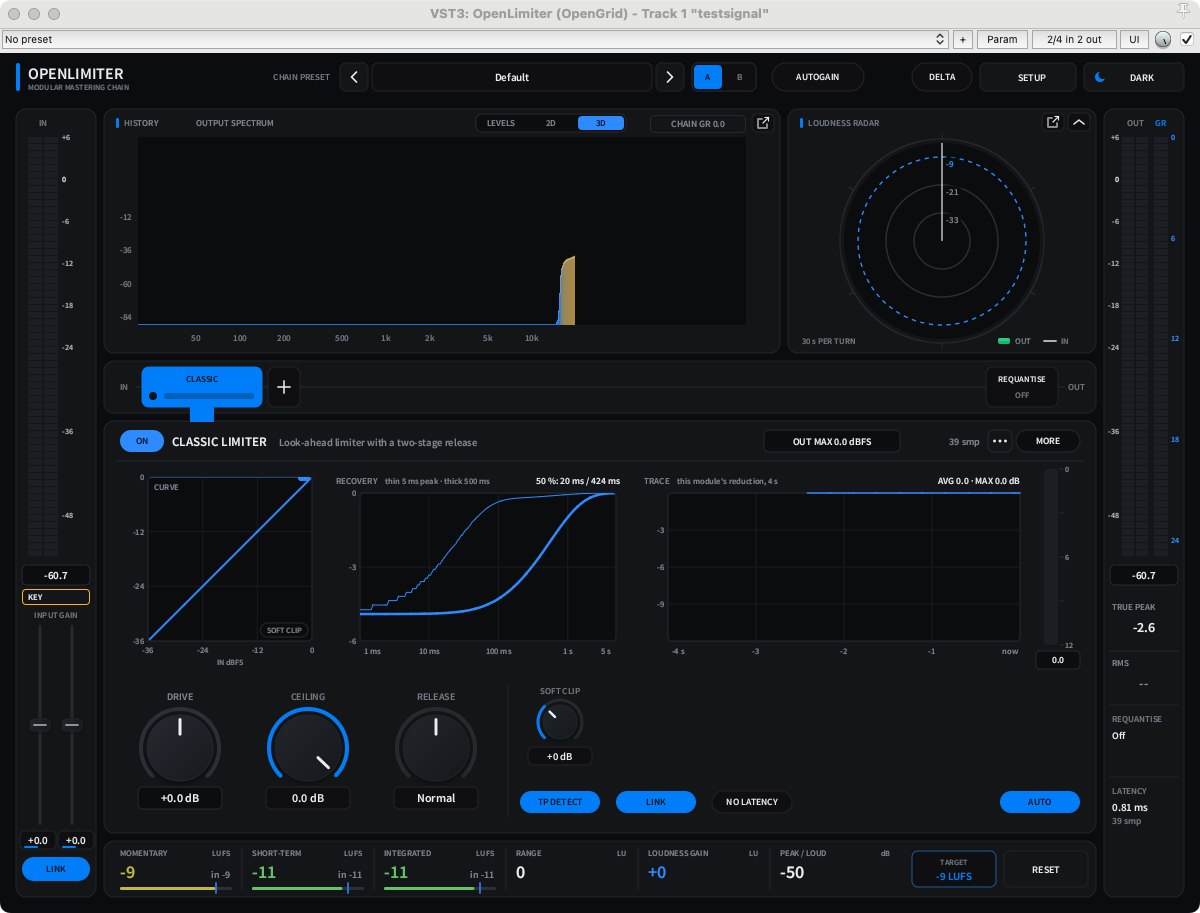 VST3: OpenLimiter (OpenGrid) - Track 1 "testsignal"
No preset
+
Param
2/4 in 2 out
UI
OPENLIMITER
MODULAR MASTERING CHAIN
CHAIN PRESET
Default
A
B
AUTOGAIN
DELTA
SETUP
DARK
IN
+6
0
-6
-12
-18
-24
-36
-48
-60.7
KEY
INPUT GAIN
+0.0
+0.0
LINK
HISTORY
OUTPUT SPECTRUM
LEVELS
2D
3D
CHAIN GR 0.0
-12
-36
-60
-84
50
100
200
500
1k
2k
5k
10k
LOUDNESS RADAR
-9
-21
-33
30 s PER TURN
OUT
IN
IN
CLASSIC
+
REQUANTISE
OFF
OUT
ON
CLASSIC LIMITER
Look-ahead limiter with a two-stage release
OUT MAX 0.0 dBFS
39 smp
•••
MORE
CURVE
0
-12
-24
-36
-36
-24
-12
0
IN dBFS
SOFT CLIP
RECOVERY
thin 5 ms peak · thick 500 ms
50 %: 20 ms / 424 ms
0
-3
-6
1 ms
10 ms
100 ms
1 s
5 s
TRACE
this module's reduction, 4 s
AVG 0.0 · MAX 0.0 dB
-3
-6
-9
-4 s
-3
-2
-1
now
0
6
12
0.0
DRIVE
+0.0 dB
CEILING
0.0 dB
RELEASE
Normal
SOFT CLIP
+0 dB
TP DETECT
LINK
NO LATENCY
AUTO
MOMENTARY
LUFS
-9
in -9
SHORT-TERM
LUFS
-11
in -11
INTEGRATED
LUFS
-11
in -11
RANGE
LU
0
LOUDNESS GAIN
LU
+0
PEAK / LOUD
dB
-50
TARGET
-9 LUFS
RESET
OUT
GR
+6
0
-6
-12
-18
-24
-36
-48
0
6
12
18
24
-60.7
TRUE PEAK
-2.6
RMS
--
REQUANTISE
Off
LATENCY
0.81 ms
39 smp